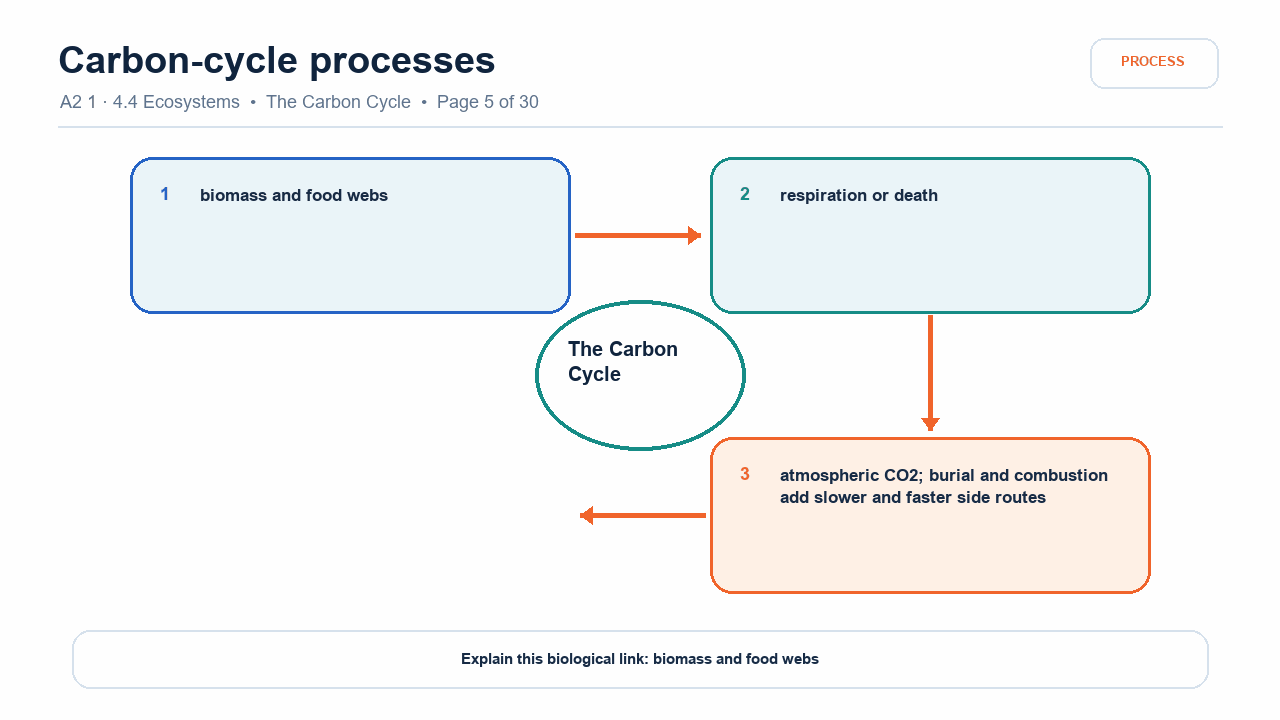 Carbon-cycle processes
PROCESS
A2 1 · 4.4 Ecosystems • The Carbon Cycle • Page 5 of 30
1 biomass and food webs
2 respiration or death
The Carbon
Cycle
3 atmospheric CO2; burial and combustion
add slower and faster side routes
Explain this biological link: biomass and food webs